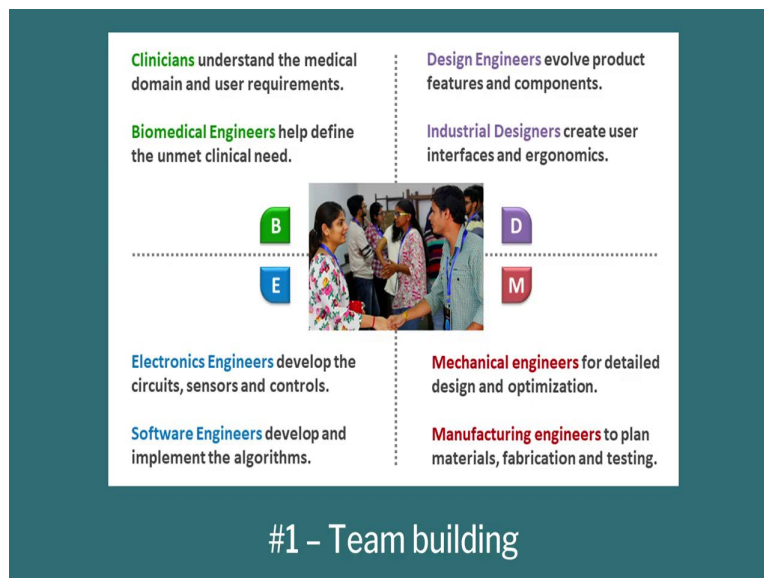 Clinicians understand the medical
domain and user requirements.
Biomedical Engineers help define
the unmet clinical need.
Design Engineers evolve product
features and components.
Industrial Designers create user
interfaces and ergonomics.
B
D
E
M
Electronics Engineers develop the
circuits, sensors and controls.
Software Engineers develop and
implement the algorithms.
Mechanical engineers for detailed
design and optimization.
Manufacturing engineers to plan
materials, fabrication and testing.
#1 – Team building